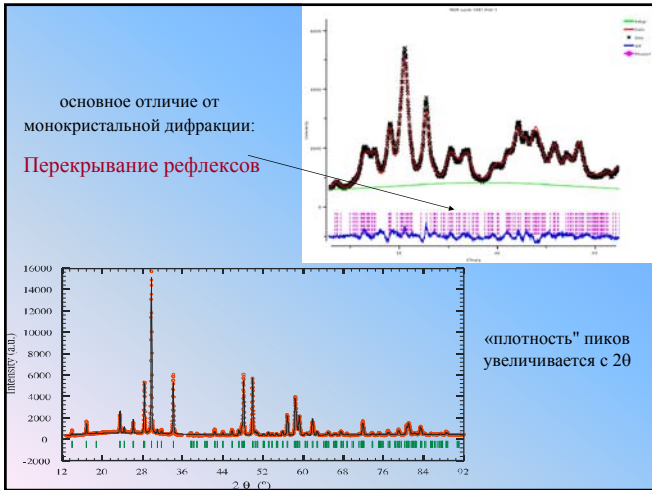 основное отличие от
монокристальной дифракции:
Перекрывание рефлексов
«плотность" пиков
увеличивается с 2θ
Intensity (a.u.)
16000
14000
12000
10000
8000
6000
4000
2000
0
-2000
12 20 28 36 44 52 60 68 76 84 92
2 θ (°)